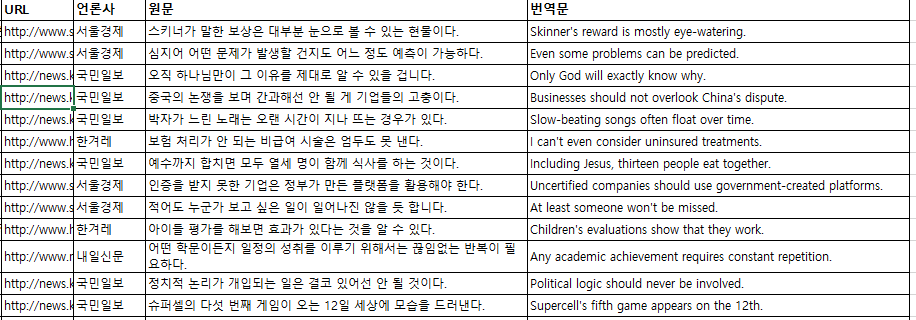 URL 언론사 원문 번역문
http://www.s 서울경제 스키너가 말한 보상은 대부분 눈으로 볼 수 있는 현물이다. Skinner's reward is mostly eye-watering.
http://www.s 서울경제 심지어 어떤 문제가 발생할 건지도 어느 정도 예측이 가능하다. Even some problems can be predicted.
http://news.k 국민일보 오직 하나님만이 그 이유를 제대로 알 수 있을 겁니다. Only God will exactly know why.
http://news.k 국민일보 중국의 논쟁을 보며 간과해선 안 될 게 기업들의 고충이다. Businesses should not overlook China's dispute.
http://news.k 국민일보 박자가 느린 노래는 오랜 시간이 지나 뜨는 경우가 있다. Slow-beating songs often float over time.
http://www.h 한겨레 보험 처리가 안 되는 비급여 시술은 엄두도 못 낸다. I can't even consider uninsured treatments.
http://news.k 국민일보 예수까지 합치면 모두 열세 명이 함께 식사를 하는 것이다. Including Jesus, thirteen people eat together.
http://www.s 서울경제 인증을 받지 못한 기업은 정부가 만든 플랫폼을 활용해야 한다. Uncertified companies should use government-created platforms.
http://www.s 서울경제 적어도 누군가 보고 싶은 일이 일어나진 않을 듯 합니다. At least someone won't be missed.
http://www.h 한겨레 아이들 평가를 해보면 효과가 있다는 것을 알 수 있다. Children's evaluations show that they work.
http://www.r 내일신문 어떤 학문이든지 일정의 성취를 이루기 위해서는 끊임없는 반복이 필
요하다. Any academic achievement requires constant repetition.
http://news.k 국민일보 정치적 논리가 개입되는 일은 결코 있어선 안 될 것이다. Political logic should never be involved.
http://news.k 국민일보 슈퍼셀의 다섯 번째 게임이 오는 12일 세상에 모습을 드러낸다. Supercell's fifth game appears on the 12th.